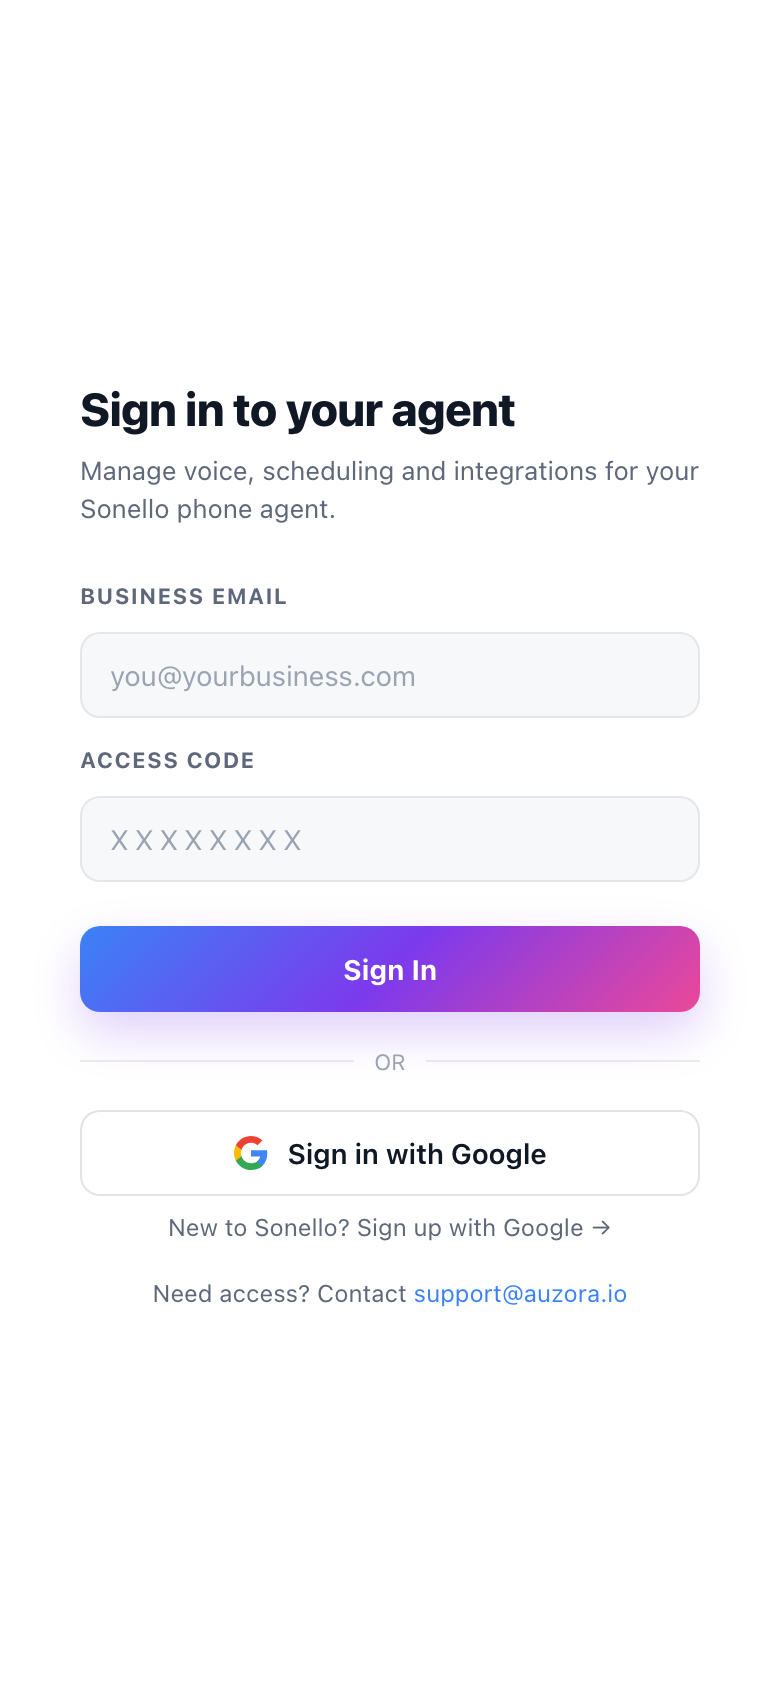 Sign in to your agent
Manage voice, scheduling and integrations for your
Sonello phone agent.
BUSINESS EMAIL
you@yourbusiness.com
ACCESS CODE
XXXXXXXX
Sign In
OR
Sign in with Google
New to Sonello? Sign up with Google →
Need access? Contact support@auzora.io